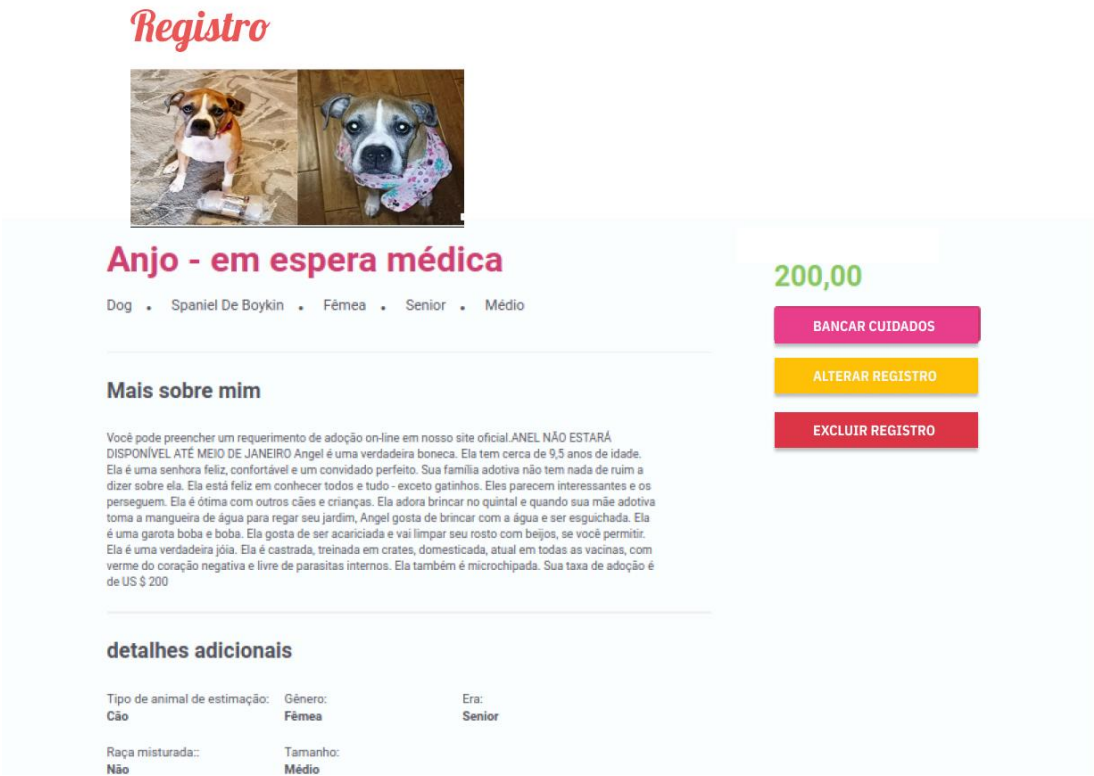 Registro
Anjo - em espera médica
Dog • Spaniel De Boykin • Fêmea • Senior • Médio
200,00
BANCAR CUIDADOS
ALTERAR REGISTRO
EXCLUIR REGISTRO
Mais sobre mim
Você pode preencher um requerimento de adoção on-line em nosso site oficial.ANEL NÃO ESTARÁ
DISPONÍVEL ATÉ MEIO DE JANEIRO Angel é uma verdadeira boneca. Ela tem cerca de 9,5 anos de idade.
Ela é uma senhora feliz, confortável e um convidado perfeito. Sua família adotiva não tem nada de ruim a
dizer sobre ela. Ela está feliz em conhecer todos e tudo - exceto gatinhos. Eles parecem interessantes e os
perseguem. Ela é ótima com outros cães e crianças. Ela adora brincar no quintal e quando sua mãe adotiva
toma a mangueira de água para regar seu jardim, Angel gosta de brincar com a água e ser esguichada. Ela
é uma garota boba e boba. Ela gosta de ser acariciada e vai limpar seu rosto com beijos, se você permitir.
Ela é uma verdadeira jóia. Ela é castrada, treinada em crates, domesticada, atual em todas as vacinas, com
verme do coração negativa e livre de parasitas internos. Ela também é microchipada. Sua taxa de adoção é
de US $ 200
detalhes adicionais
Tipo de animal de estimação: Gênero: Era:
Cão Fêmea Senior
Raça misturada:: Tamanho:
Não Médio